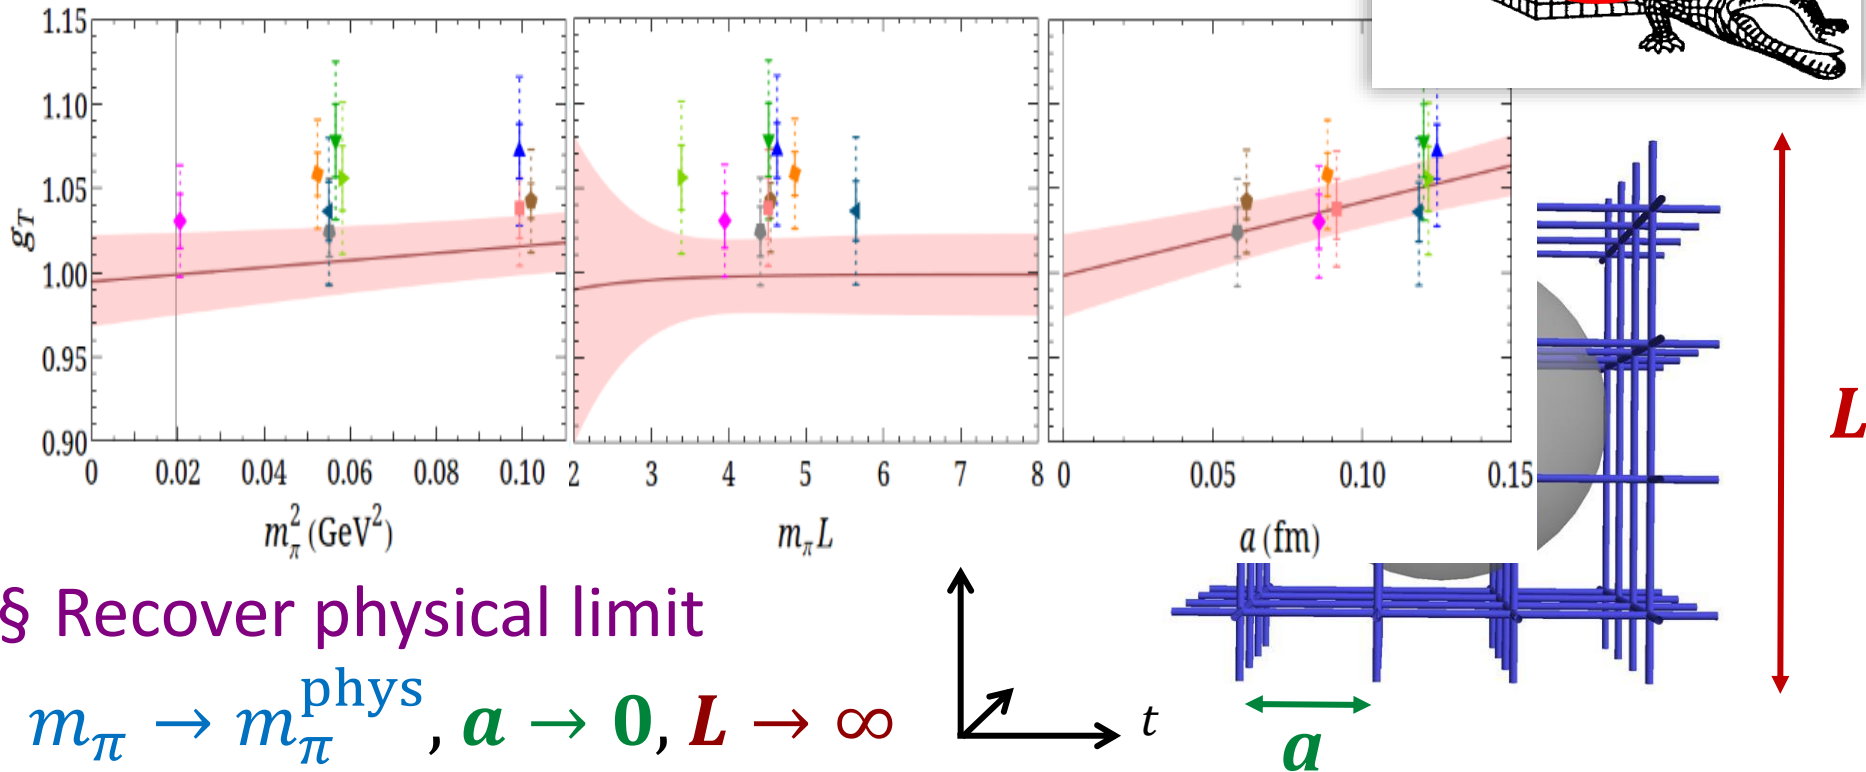 1.15
1.10
1.05
1.00
0.95
0.90
g_T
0 0.02 0.04 0.06 0.08 0.10
m_π^2 (GeV^2)
2 3 4 5 6 7 8
m_π L
0 0.05 0.10 0.15
a (fm)
L
§ Recover physical limit
m_π → m_π^phys, a → 0, L → ∞
t
a